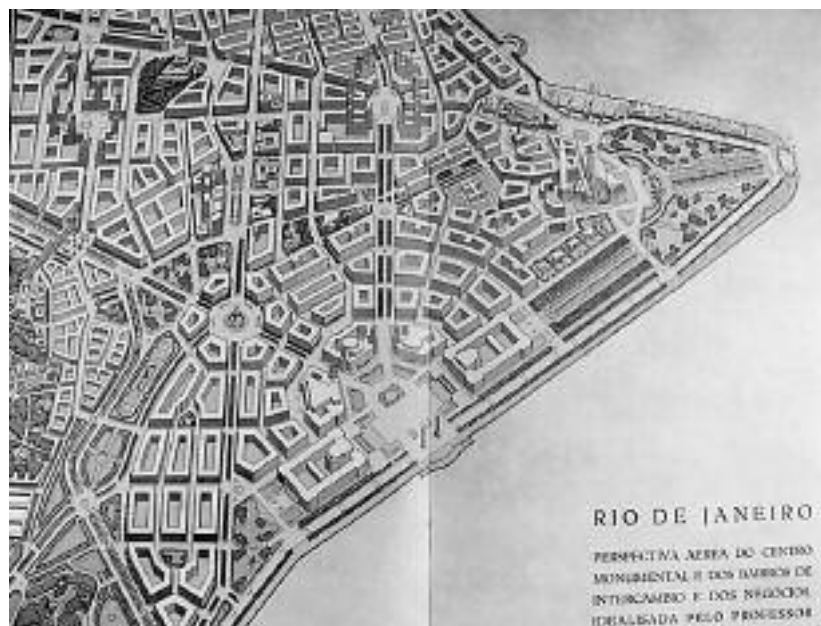 RIO DE JANEIRO
PERSPECTIVA AEREA DO CENTRO
MONUMENTAL E DOS BAIRROS DE
INTERCAMBIO E DOS NEGOCIOS,
IDEALISADA PELO PROFESSOR